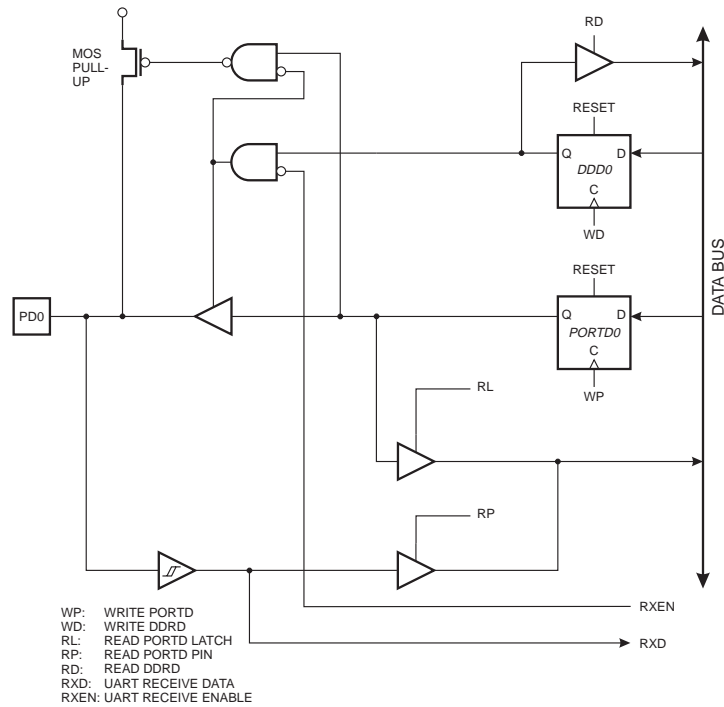 RD
MOS
PULL-
UP
RESET
Q
D
DDD0
C
WD
DATA BUS
RESET
PD0
Q
D
PORTD0
C
WP
RL
RP
RXEN
RXD
WP: WRITE PORTD
WD: WRITE DDRD
RL: READ PORTD LATCH
RP: READ PORTD PIN
RD: READ DDRD
RXD: UART RECEIVE DATA
RXEN: UART RECEIVE ENABLE